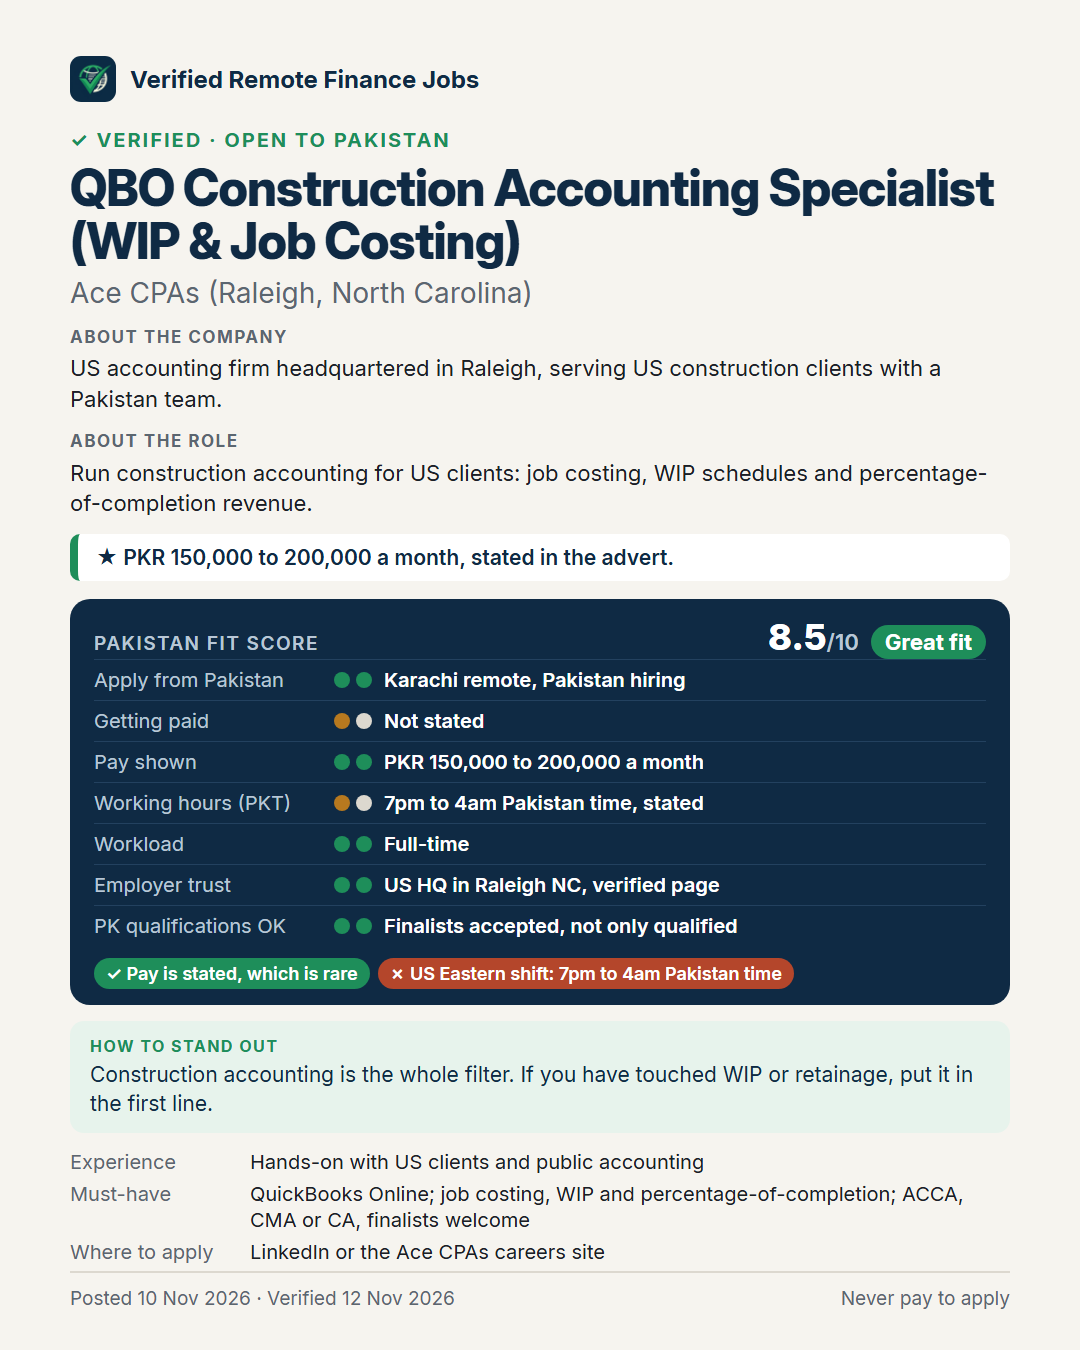 Verified Remote Finance Jobs
✓ VERIFIED · OPEN TO PAKISTAN
QBO Construction Accounting Specialist
(WIP & Job Costing)
Ace CPAs (Raleigh, North Carolina)
ABOUT THE COMPANY
US accounting firm headquartered in Raleigh, serving US construction clients with a
Pakistan team.
ABOUT THE ROLE
Run construction accounting for US clients: job costing, WIP schedules and percentage-
of-completion revenue.
★ PKR 150,000 to 200,000 a month, stated in the advert.
PAKISTAN FIT SCORE 8.5/10 Great fit
Apply from Pakistan Karachi remote, Pakistan hiring
Getting paid Not stated
Pay shown PKR 150,000 to 200,000 a month
Working hours (PKT) 7pm to 4am Pakistan time, stated
Workload Full-time
Employer trust US HQ in Raleigh NC, verified page
PK qualifications OK Finalists accepted, not only qualified
✓ Pay is stated, which is rare × US Eastern shift: 7pm to 4am Pakistan time
HOW TO STAND OUT
Construction accounting is the whole filter. If you have touched WIP or retainage, put it in
the first line.
Experience Hands-on with US clients and public accounting
Must-have QuickBooks Online; job costing, WIP and percentage-of-completion; ACCA,
CMA or CA, finalists welcome
Where to apply LinkedIn or the Ace CPAs careers site
Posted 10 Nov 2026 · Verified 12 Nov 2026 Never pay to apply